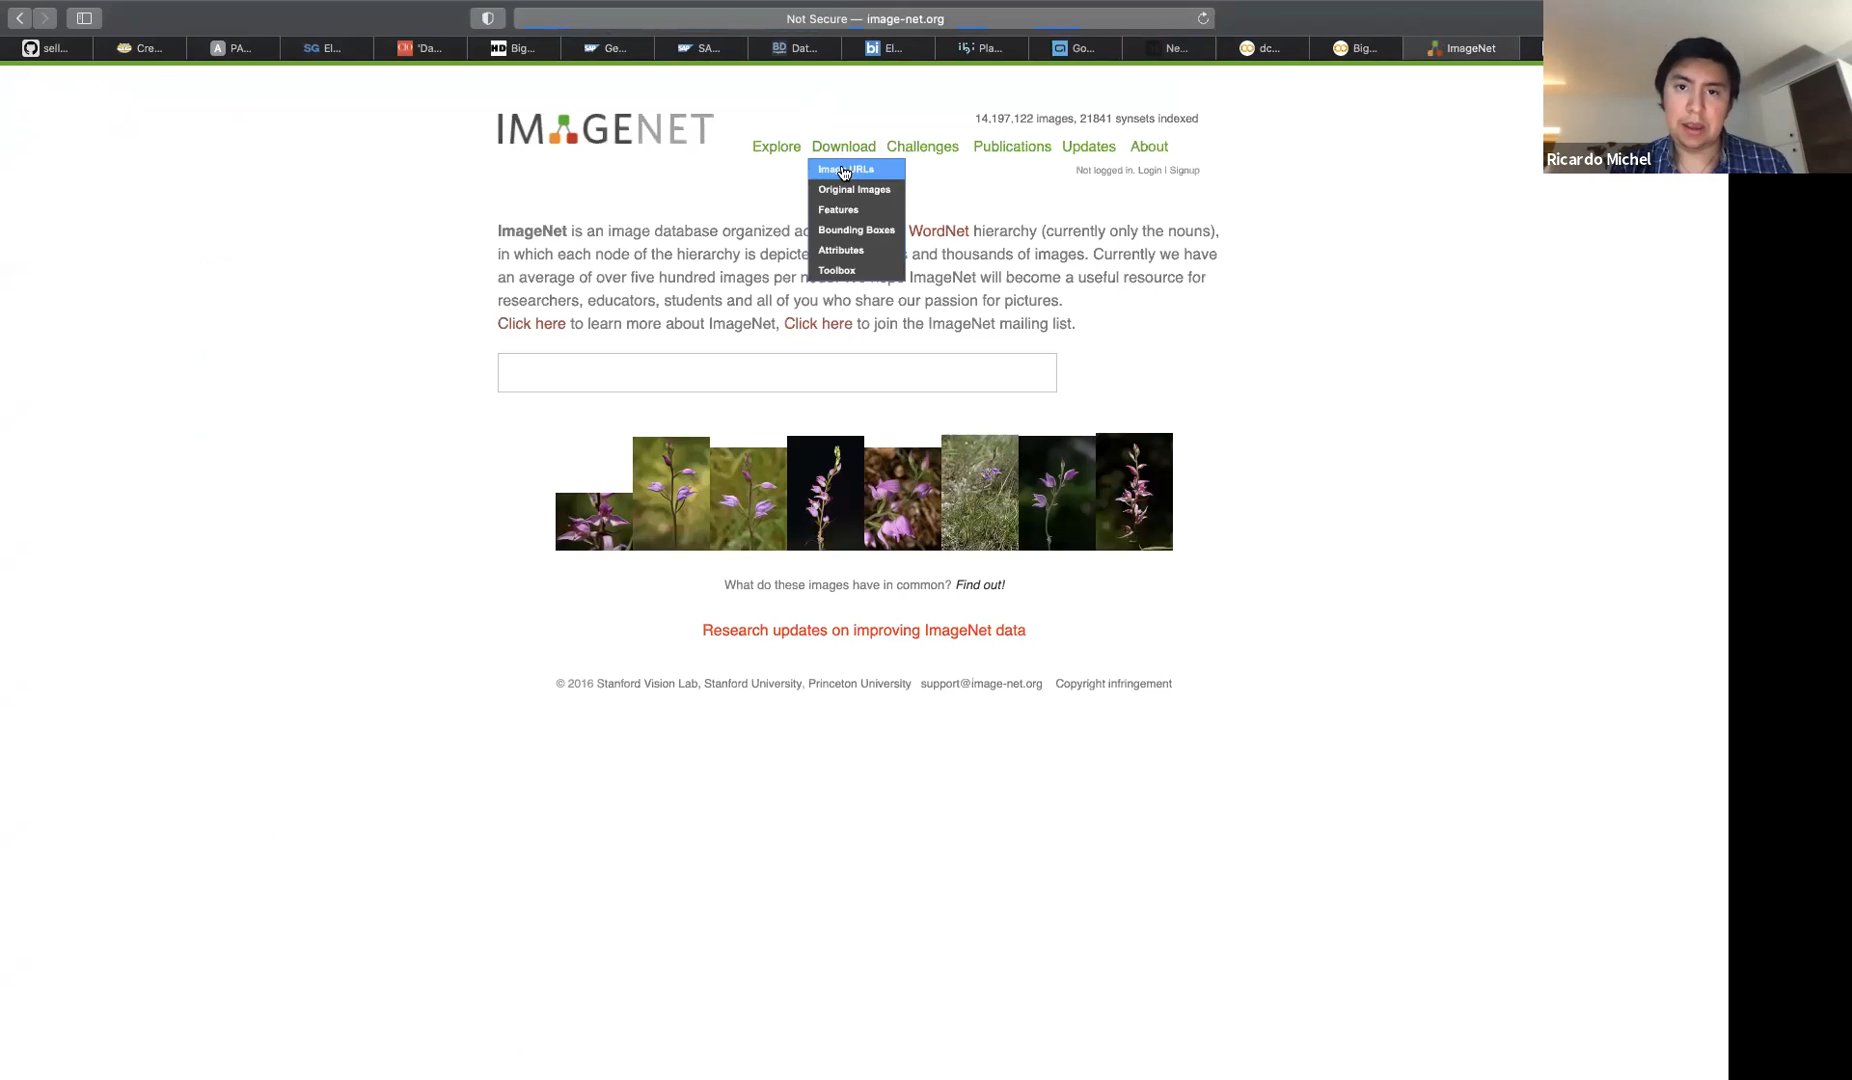 Not Secure — image-net.org
sell... Cre... PA... SG El... 'Da... HD Big... SAP Ge... SAP SA... BD Dat... bi El... Pla... Go... Ne... dc... Big... ImageNet
IMAGENET
14,197,122 images, 21841 synsets indexed
Explore Download Challenges Publications Updates About
Not logged in. Login | Signup
Image URLs
Original Images
Features
Bounding Boxes
Attributes
Toolbox
ImageNet is an image database organized WordNet hierarchy (currently only the nouns),
in which each node of the hierarchy is and thousands of images. Currently we have
an average of over five hundred images per ImageNet will become a useful resource for
researchers, educators, students and all of you who share our passion for pictures.
Click here to learn more about ImageNet, Click here to join the ImageNet mailing list.
What do these images have in common? Find out!
Research updates on improving ImageNet data
© 2016 Stanford Vision Lab, Stanford University, Princeton University support@image-net.org Copyright infringement
Ricardo Michel